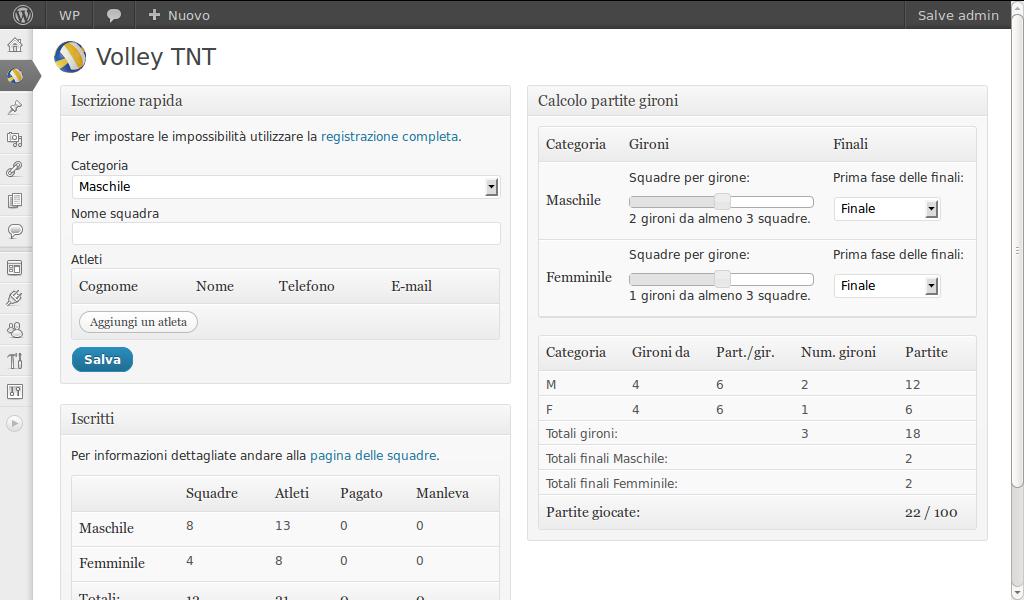 WP
Nuovo
Salve admin
Volley TNT
Iscrizione rapida
Per impostare le impossibilità utilizzare la registrazione completa.
Categoria
Maschile
Nome squadra
Atleti
Cognome Nome Telefono E-mail
Aggiungi un atleta
Salva
Iscritti
Per informazioni dettagliate andare alla pagina delle squadre.
Squadre Atleti Pagato Manleva
Maschile 8 13 0 0
Femminile 4 8 0 0
Totali: 12 21 0 0
Calcolo partite gironi
Categoria Gironi Finali
Maschile
Squadre per girone:
2 gironi da almeno 3 squadre.
Prima fase delle finali:
Finale
Femminile
Squadre per girone:
1 gironi da almeno 3 squadre.
Prima fase delle finali:
Finale
Categoria Gironi da Part./gir. Num. gironi Partite
M 4 6 2 12
F 4 6 1 6
Totali gironi: 3 18
Totali finali Maschile: 2
Totali finali Femminile: 2
Partite giocate: 22 / 100